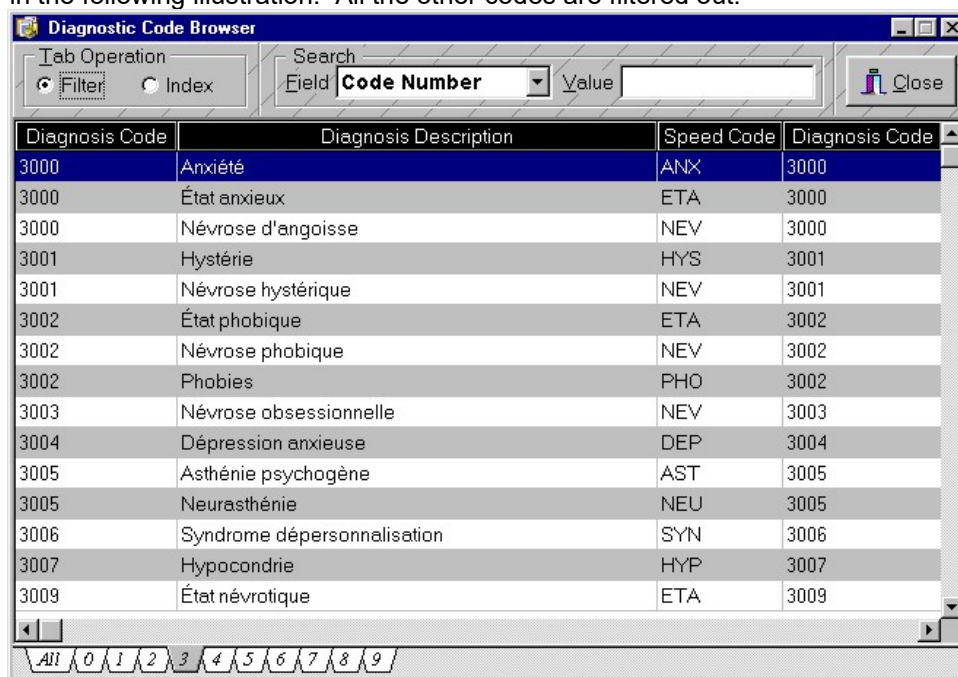 in the following illustration. All the other codes are filtered out.
Diagnostic Code Browser
Tab Operation
Filter Index
Search
Field Code Number Value
Close
Diagnosis Code Diagnosis Description Speed Code Diagnosis Code
3000 Anxiété ANX 3000
3000 État anxieux ETA 3000
3000 Névrose d'angoisse NEV 3000
3001 Hystérie HYS 3001
3001 Névrose hystérique NEV 3001
3002 État phobique ETA 3002
3002 Névrose phobique NEV 3002
3002 Phobies PHO 3002
3003 Névrose obsessionnelle NEV 3003
3004 Dépression anxieuse DEP 3004
3005 Asthénie psychogène AST 3005
3005 Neurasthénie NEU 3005
3006 Syndrome dépersonnalisation SYN 3006
3007 Hypocondrie HYP 3007
3009 État névrotique ETA 3009
All 0 1 2 3 4 5 6 7 8 9